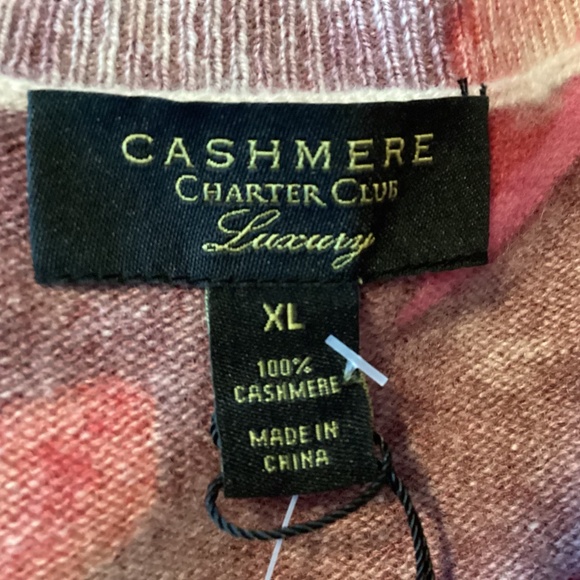 CASHMERE
CHARTER CLUB
Luxury
XL
100%
CASHMERE
MADE IN
CHINA